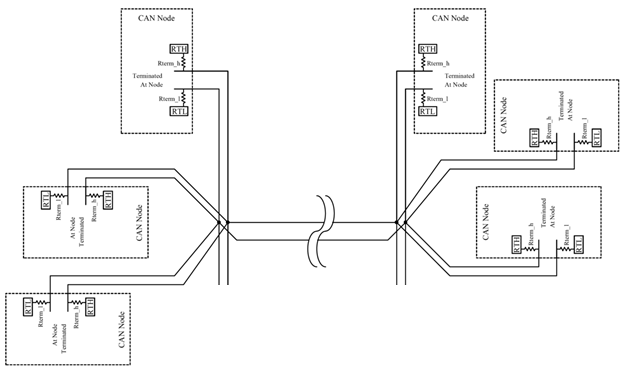 CAN Node
RTH
Rterm_h
Terminated
At Node
Rterm_l
RTL
CAN Node
RTH
Rterm_h
Terminated
At Node
Rterm_l
RTL
CAN Node
RTH
Rterm_h
Terminated
At Node
Rterm_l
RTL
RTL
Rterm_l
At Node
Terminated
Rterm_h
RTH
CAN Node
CAN Node
RTH
Rterm_h
Terminated
At Node
Rterm_l
RTL
RTL
Rterm_l
At Node
Terminated
Rterm_h
RTH
CAN Node